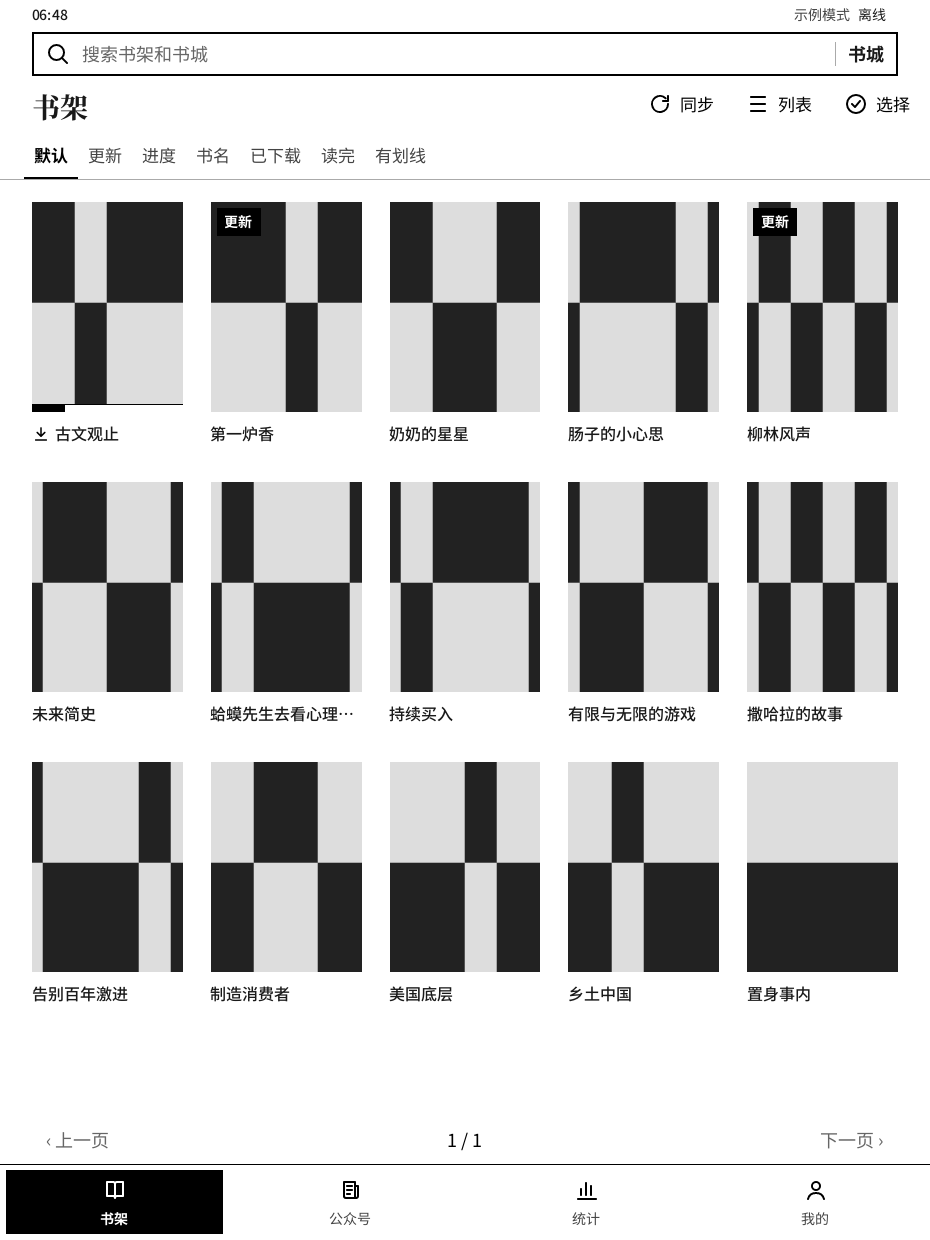 06:48 示例模式 离线
搜索书架和书城 书城
书架 同步 列表 选择
默认 更新 进度 书名 已下载 读完 有划线
更新 更新
古文观止 第一炉香 奶奶的星星 肠子的小心思 柳林风声
未来简史 蛤蟆先生去看心理… 持续买入 有限与无限的游戏 撒哈拉的故事
告别百年激进 制造消费者 美国底层 乡土中国 置身事内
‹ 上一页 1 / 1 下一页 ›
书架 公众号 统计 我的